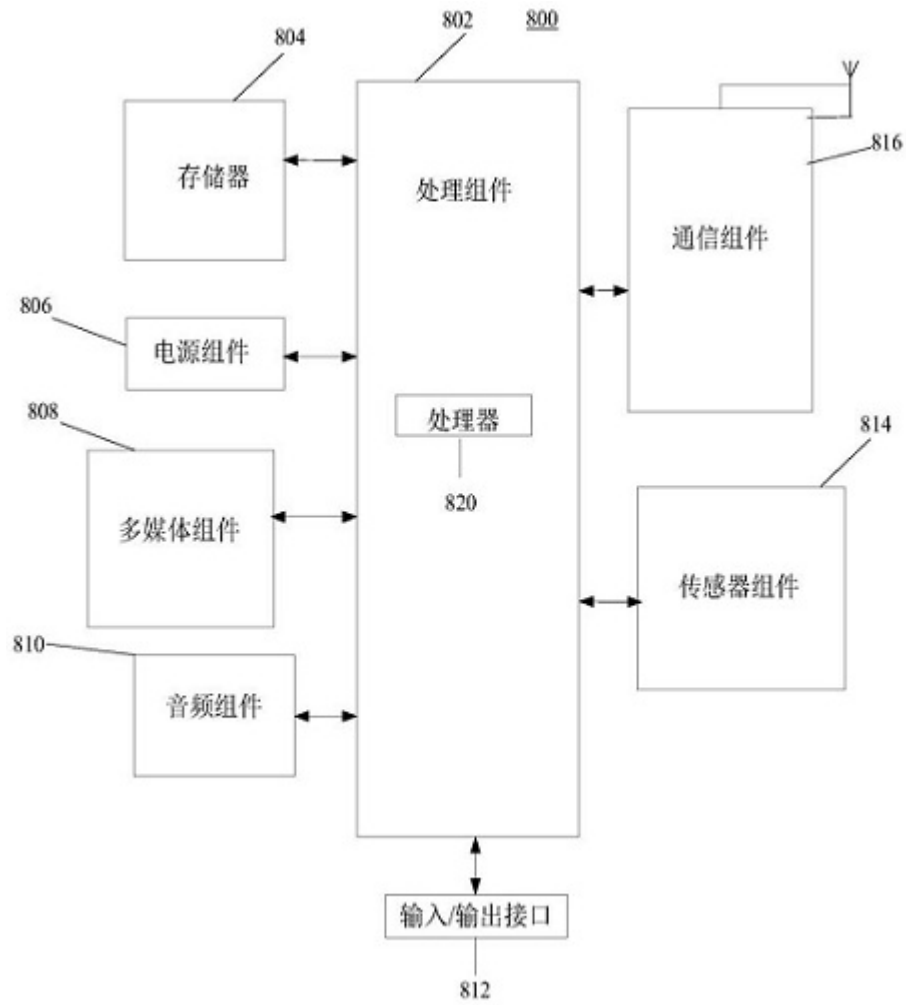 802
800
804
816
存储器
处理组件
通信组件
806
电源组件
808
处理器
814
820
多媒体组件
传感器组件
810
音频组件
输入/输出接口
812